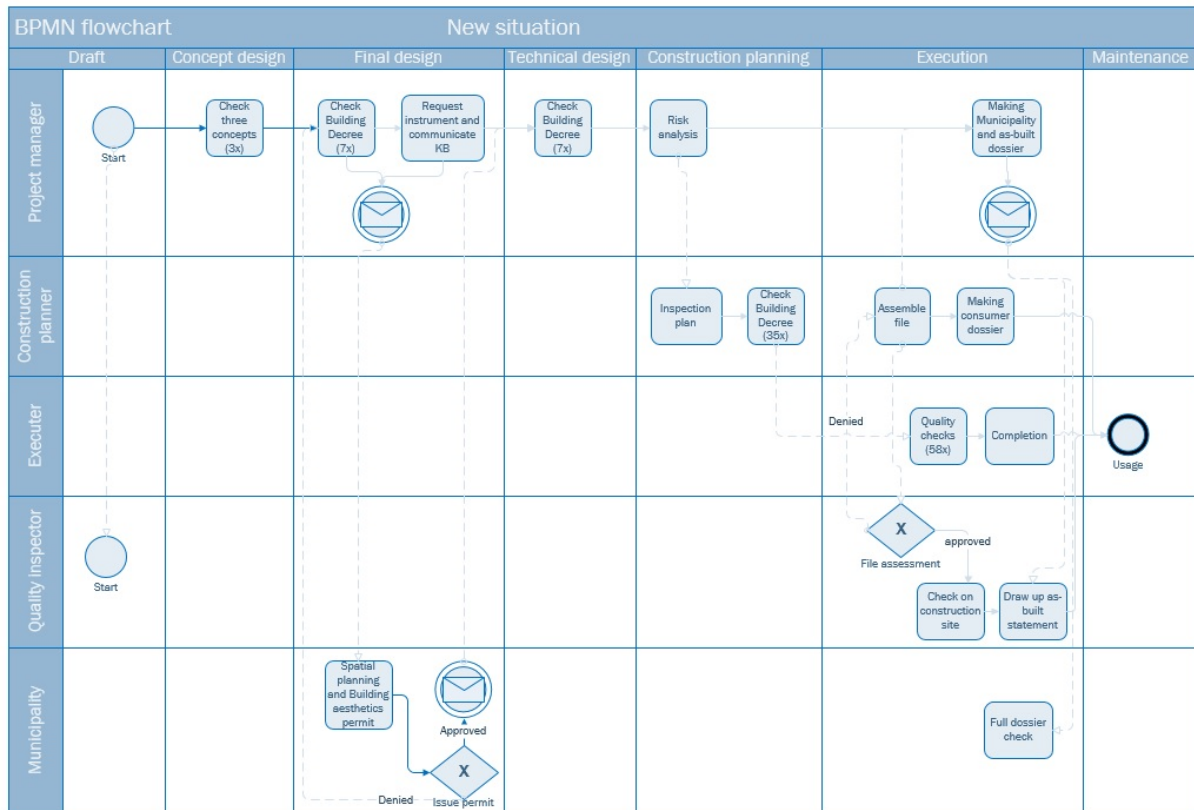 BPMN flowchart
New situation
Draft
Concept design
Final design
Technical design
Construction planning
Execution
Maintenance
Project manager
Start
Check
three
concepts
(3x)
Check
Building
Decree
(7x)
Request
instrument and
communicate
KB
Check
Building
Decree
(7x)
Risk
analysis
Making
Municipality
and as-built
dossier
Construction
planner
Inspection
plan
Check
Building
Decree
(35x)
Assemble
file
Making
consumer
dossier
Executer
Denied
Quality
checks
(58x)
Completion
Usage
Quality inspector
Start
X
approved
File assessment
Check on
construction
site
Draw up as-
built
statement
Municipality
Spatial
planning
and Building
aesthetics
permit
Approved
X
Denied
Issue permit
Full dossier
check